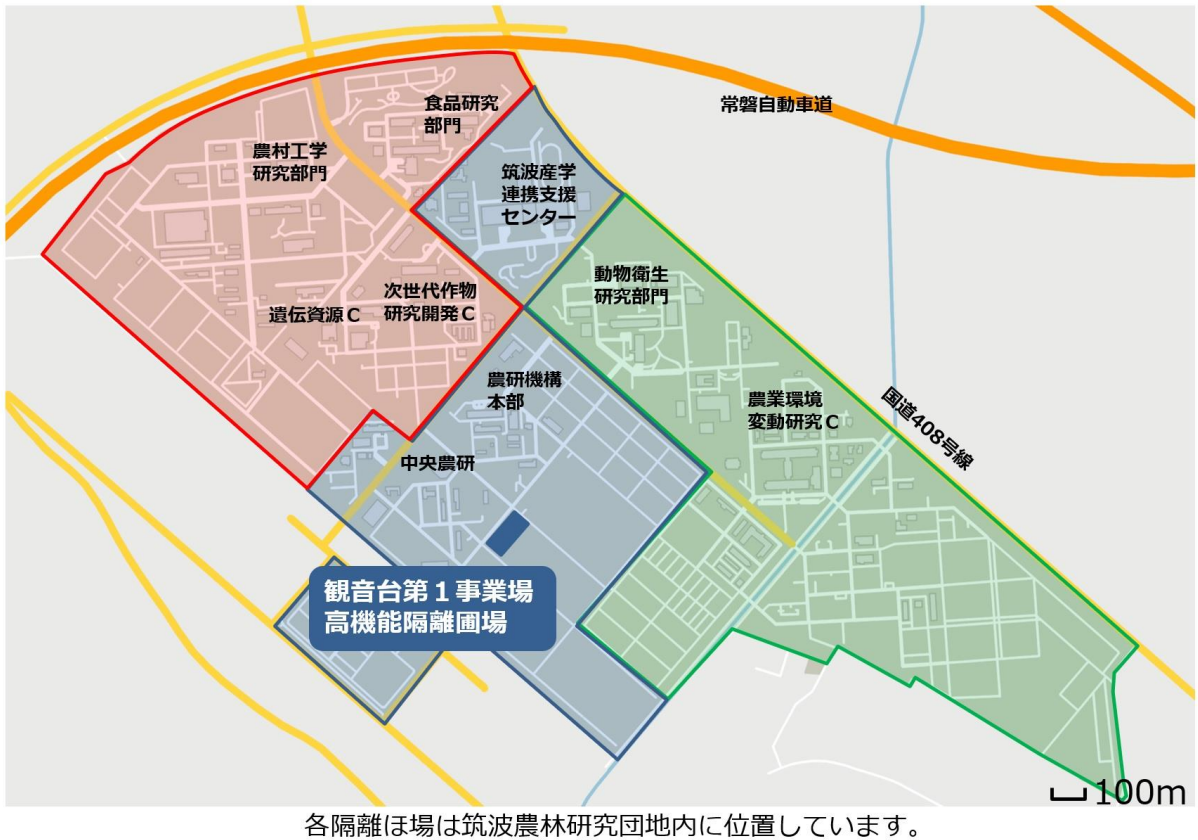 食品研究
部門
常磐自動車道
農村工学
研究部門
筑波産学
連携支援
センター
動物衛生
研究部門
次世代作物
研究開発C
遺伝資源C
農研機構
本部
農業環境
変動研究C
国道408号線
中央農研
観音台第1事業場
高機能隔離圃場
100m
各隔離ほ場は筑波農林研究団地内に位置しています。